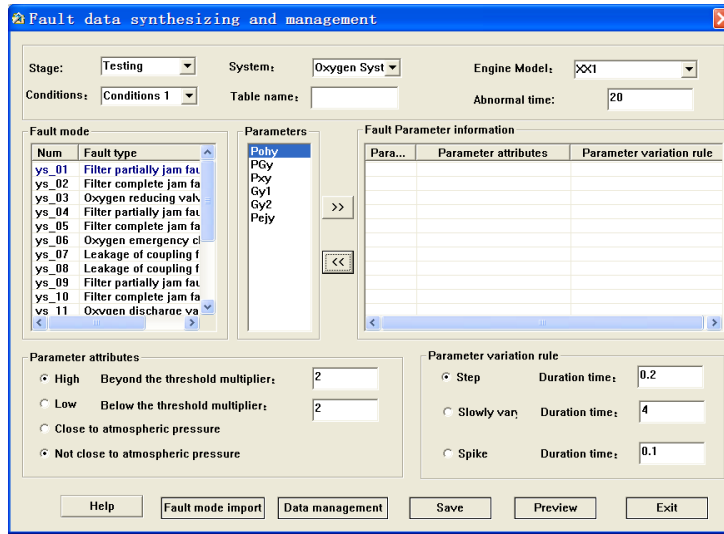 Fault data synthesizing and management
Stage: Testing System: Oxygen Syst Engine Model: XX1
Conditions: Conditions 1 Table name: Abnormal time: 20
Fault mode
Num Fault type
ys_01 Filter partially jam fau
ys_02 Filter complete jam fa
ys_03 Oxygen reducing valv
ys_04 Filter partially jam fau
ys_05 Filter complete jam fa
ys_06 Oxygen emergency cl
ys_07 Leakage of coupling f
ys_08 Leakage of coupling f
ys_09 Filter partially jam fau
ys_10 Filter complete jam fa
ys_11 Oxygen discharge va
Parameters
Pohy
PGy
Pxy
Gy1
Gy2
Pejy
>>
<<
Fault Parameter information
Para... Parameter attributes Parameter variation rule
Parameter attributes
High Beyond the threshold multiplier: 2
Low Below the threshold multiplier: 2
Close to atmospheric pressure
Not close to atmospheric pressure
Parameter variation rule
Step Duration time: 0.2
Slowly vary Duration time: 4
Spike Duration time: 0.1
Help Fault mode import Data management Save Preview Exit